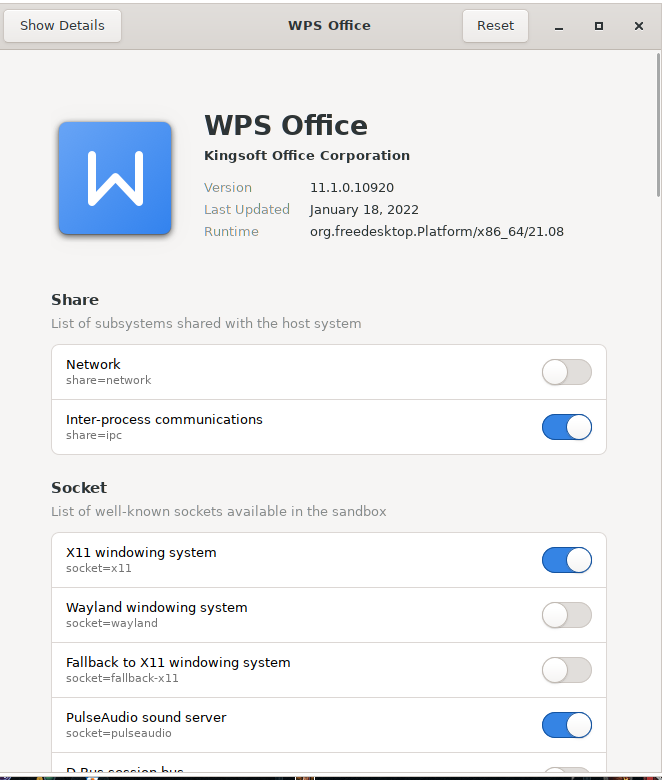 Show Details
WPS Office
Reset
WPS Office
Kingsoft Office Corporation
Version 11.1.0.10920
Last Updated January 18, 2022
Runtime org.freedesktop.Platform/x86_64/21.08
Share
List of subsystems shared with the host system
Network
share=network
Inter-process communications
share=ipc
Socket
List of well-known sockets available in the sandbox
X11 windowing system
socket=x11
Wayland windowing system
socket=wayland
Fallback to X11 windowing system
socket=fallback-x11
PulseAudio sound server
socket=pulseaudio
D-Bus session bus